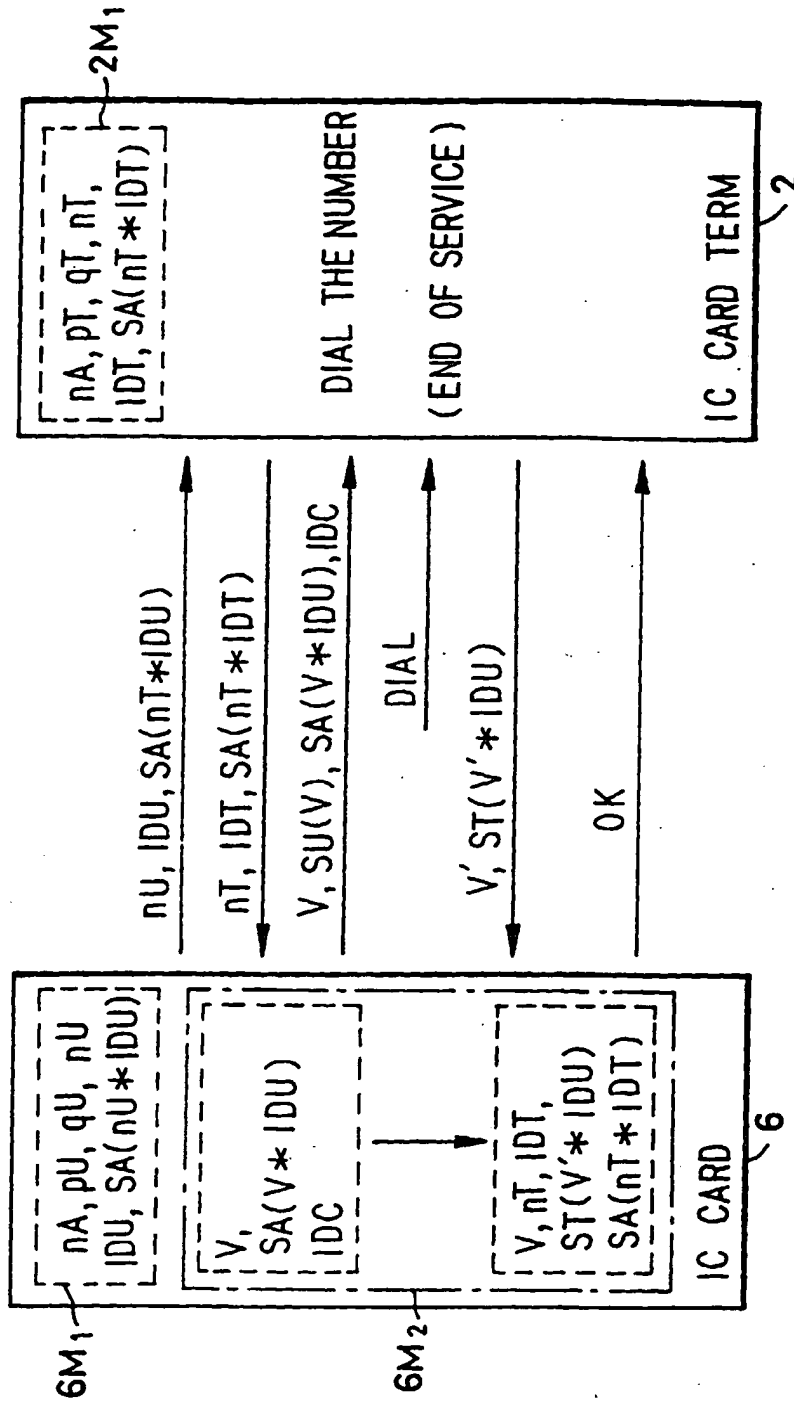 6M1
nA, pU, qU, nU
IDU, SA(nU*IDU)
6M2
V,
SA(V*IDU)
IDC
V, nT, IDT,
ST(V'*IDU)
SA(nT*IDT)
IC CARD
6
nU, IDU, SA(nT*IDU)
nT, IDT, SA(nT*IDT)
V, SU(V), SA(V*IDU), IDC
DIAL
V', ST(V'*IDU)
OK
2M1
nA, pT, qT, nT,
IDT, SA(nT*IDT)
DIAL THE NUMBER
(END OF SERVICE)
IC CARD TERM
2